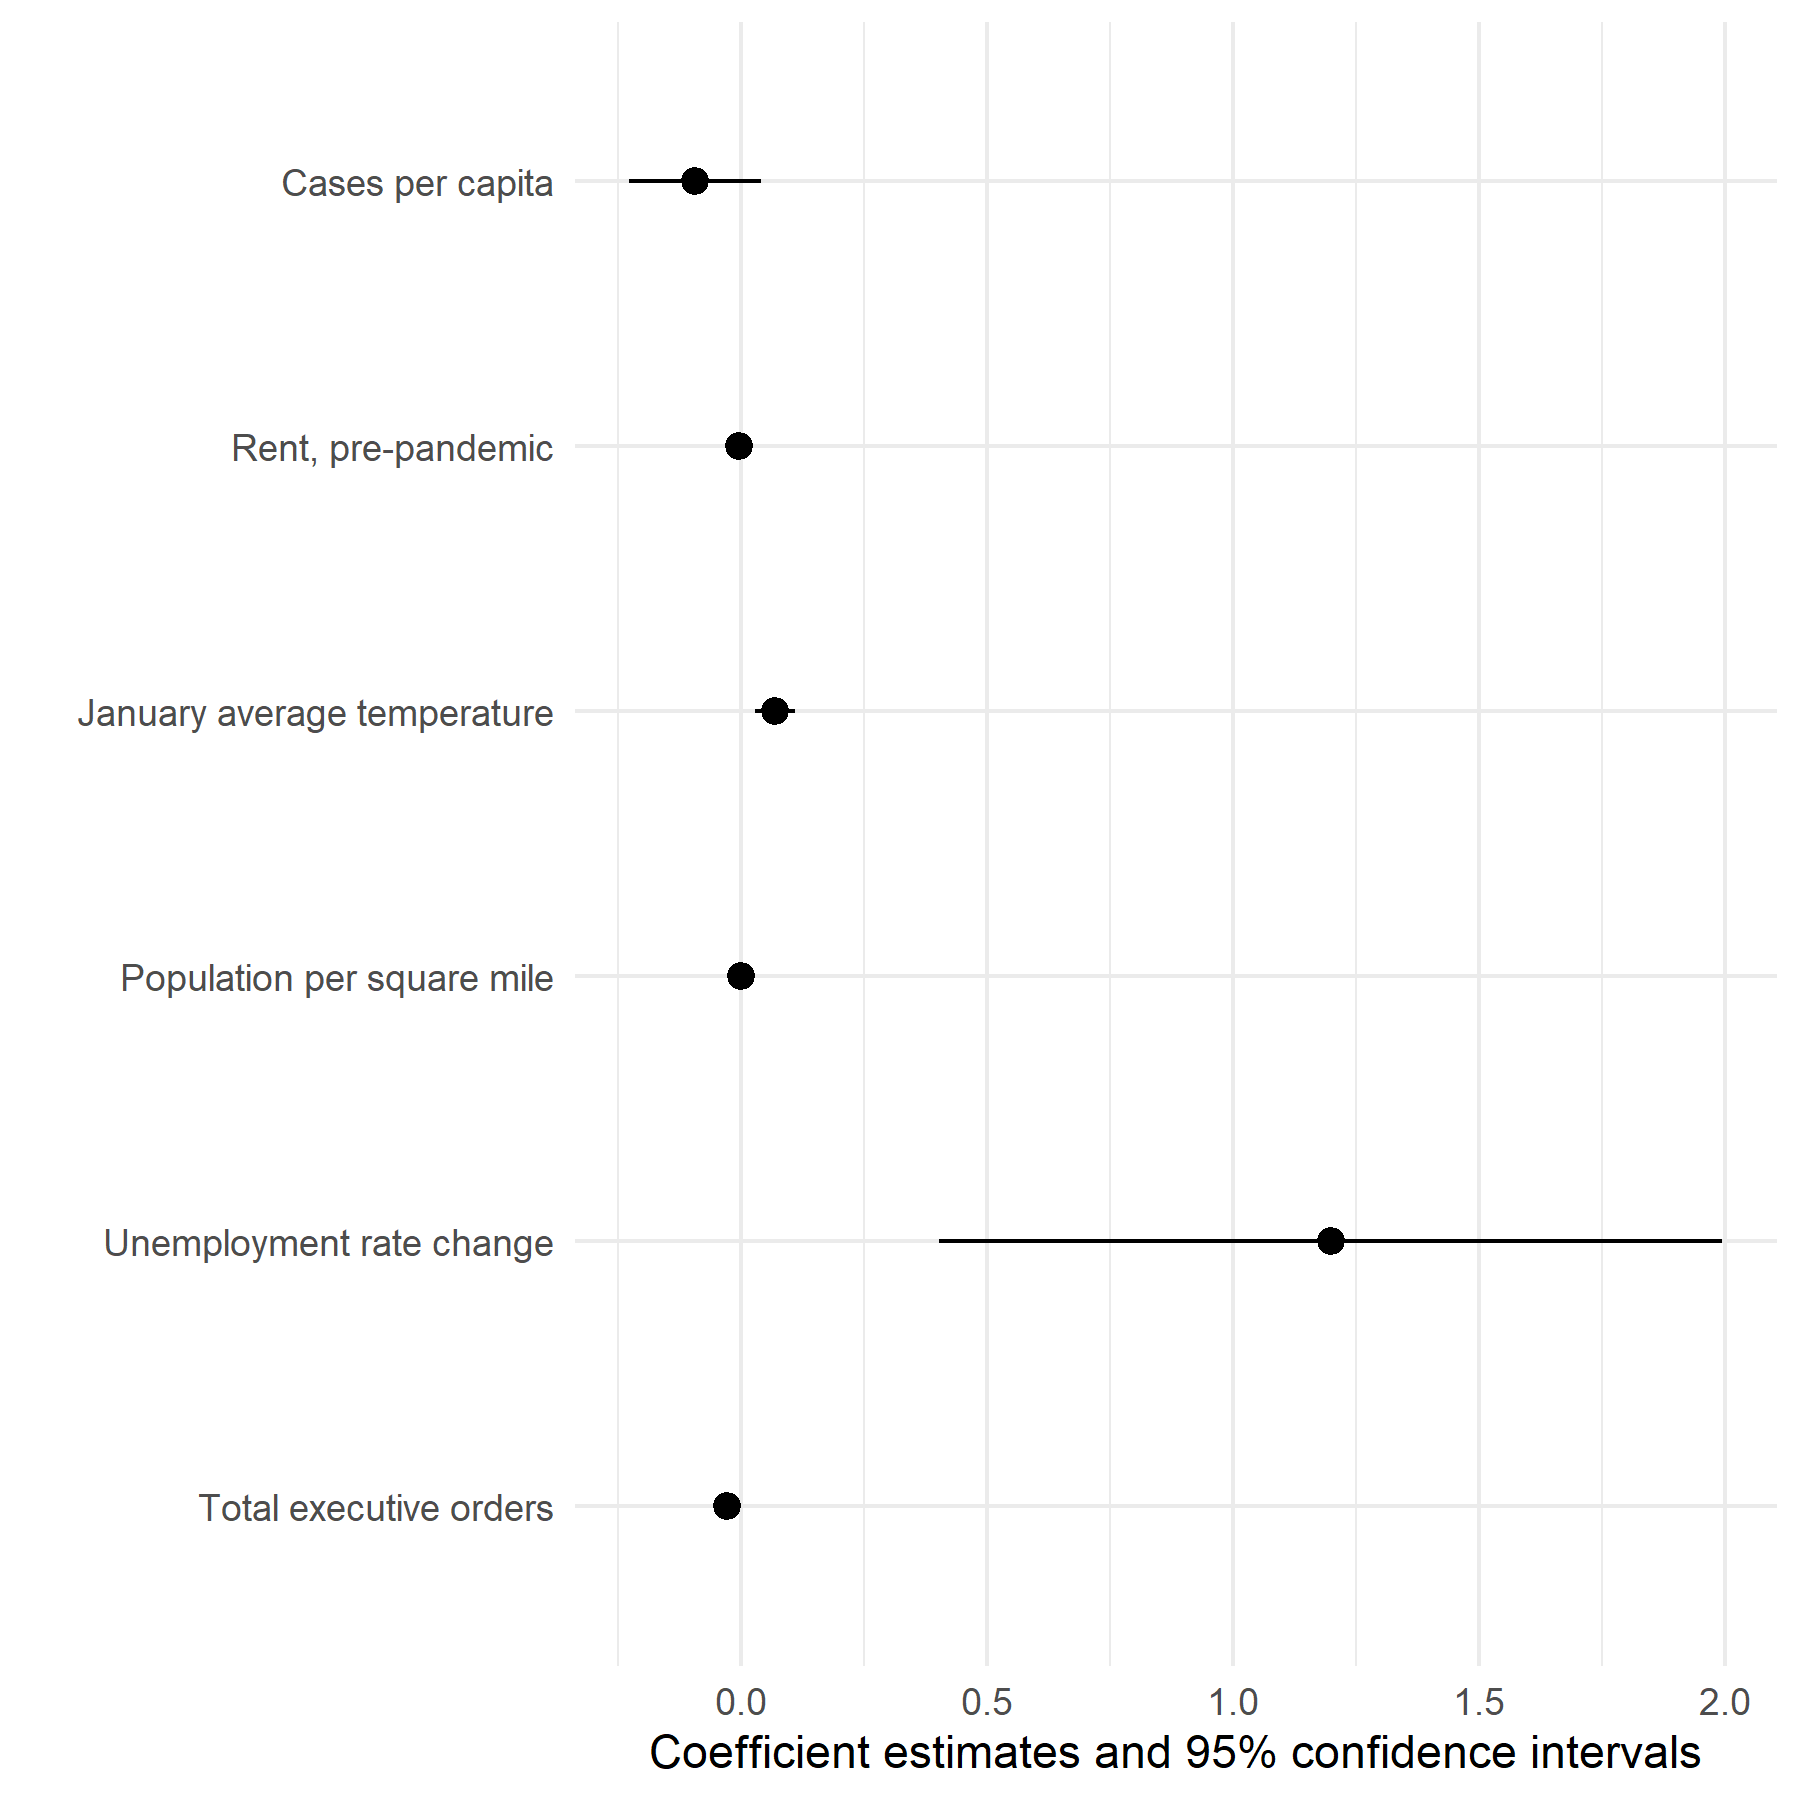 Cases per capita
Rent, pre-pandemic
January average temperature
Population per square mile
Unemployment rate change
Total executive orders
0.0 0.5 1.0 1.5 2.0
Coefficient estimates and 95% confidence intervals